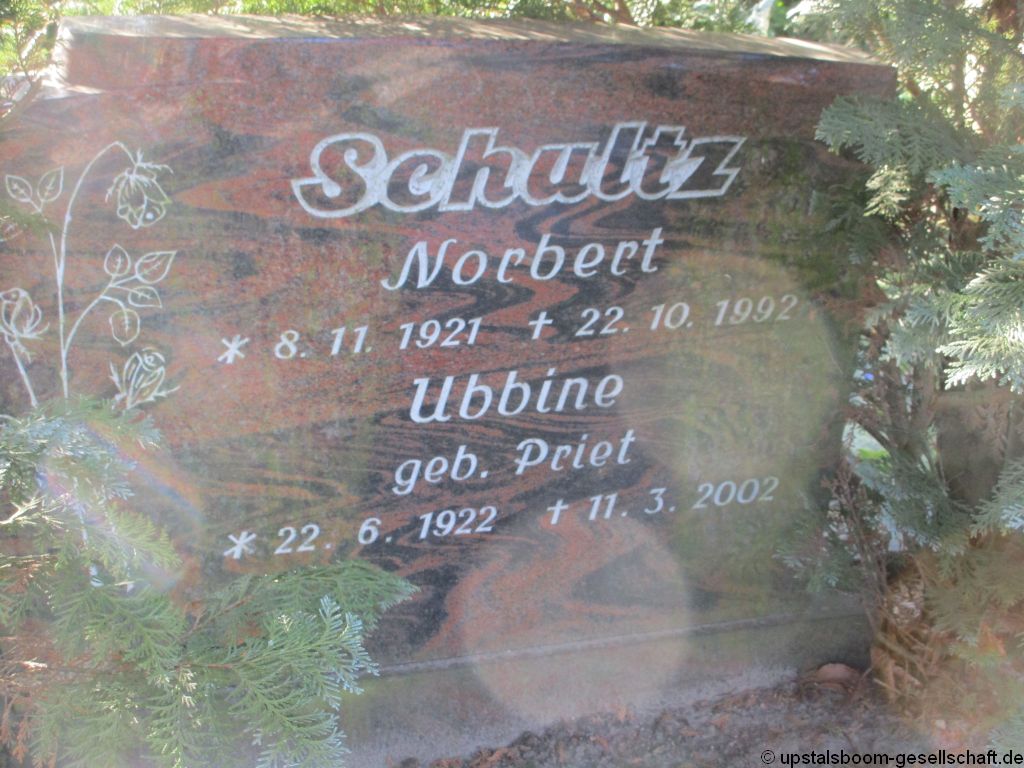 Schultz
Norbert
* 8. 11. 1921 † 22. 10. 1992
Ubbine
geb. Priet
* 22. 6. 1922 † 11. 3. 2002
© upstalsboom-gesellschaft.de